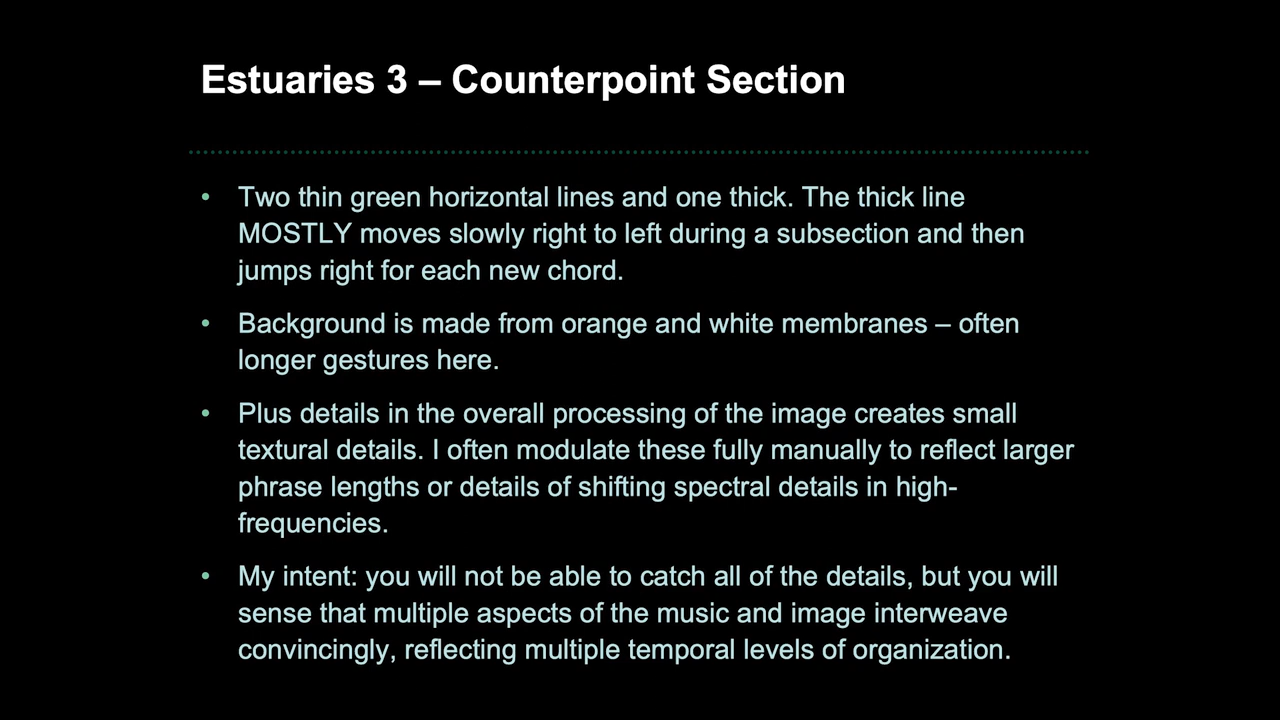 Estuaries 3 – Counterpoint Section
• Two thin green horizontal lines and one thick. The thick line
MOSTLY moves slowly right to left during a subsection and then
jumps right for each new chord.
• Background is made from orange and white membranes – often
longer gestures here.
• Plus details in the overall processing of the image creates small
textural details. I often modulate these fully manually to reflect larger
phrase lengths or details of shifting spectral details in high-
frequencies.
• My intent: you will not be able to catch all of the details, but you will
sense that multiple aspects of the music and image interweave
convincingly, reflecting multiple temporal levels of organization.